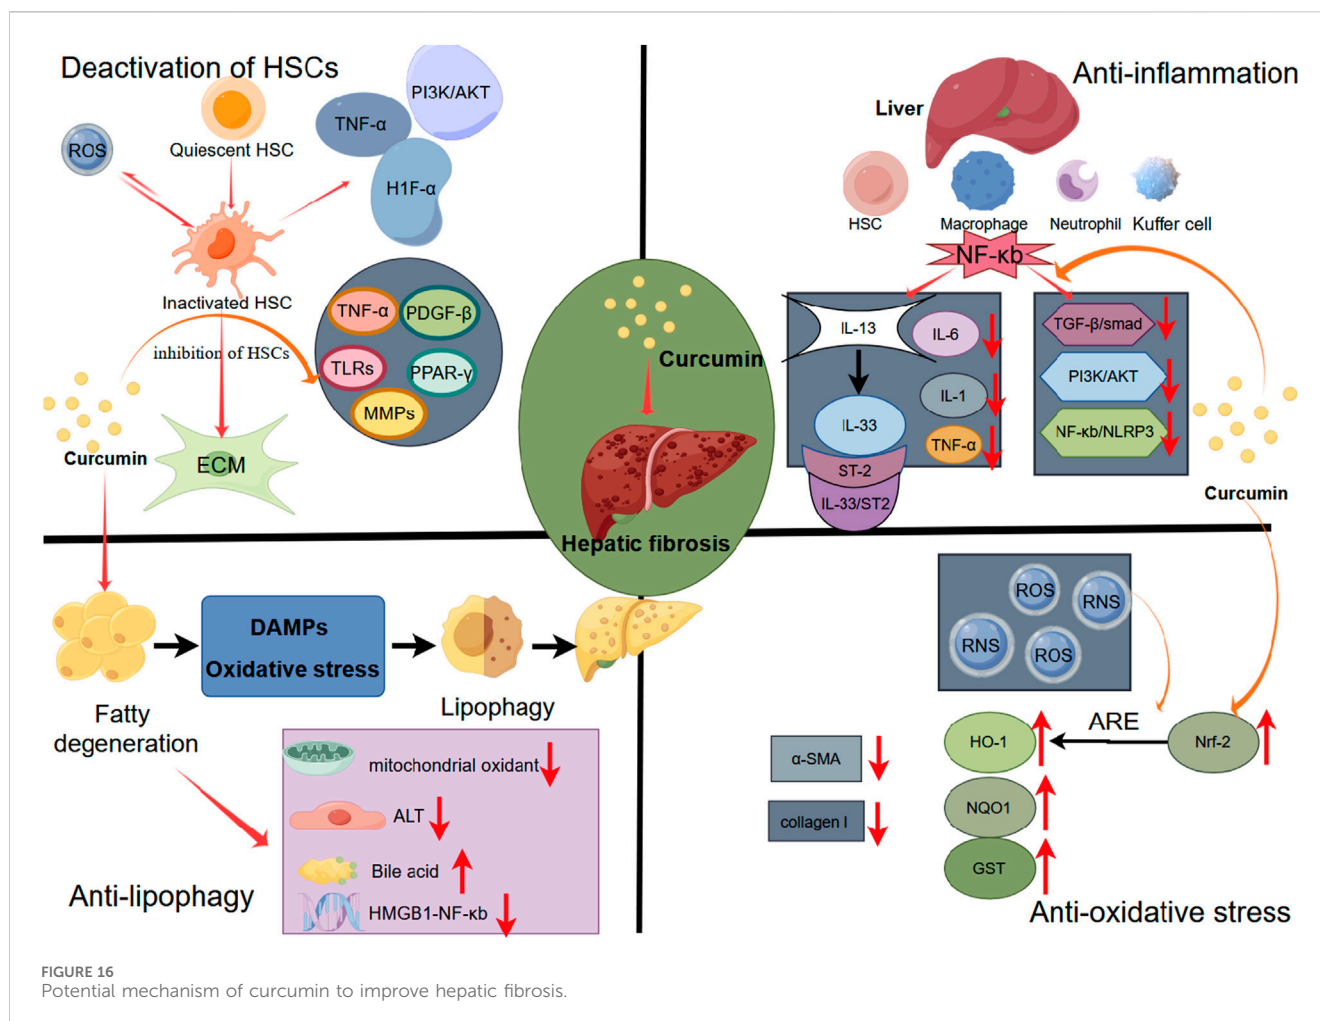 Deactivation of HSCs
PI3K/AKT
TNF-α
ROS
Quiescent HSC
H1F-α
Inactivated HSC
inhibition of HSCs
TNF-α
PDGF-β
TLRs
PPAR-γ
MMPs
Curcumin
ECM
Curcumin
Hepatic fibrosis
Anti-inflammation
Liver
HSC
Macrophage
Neutrophil
Kuffer cell
NF-κb
IL-13
IL-6
IL-1
IL-33
TNF-α
ST-2
IL-33/ST2
TGF-β/smad
PI3K/AKT
NF-κb/NLRP3
Curcumin
DAMPs
Oxidative stress
Fatty
degeneration
Lipophagy
mitochondrial oxidant
ALT
Bile acid
HMGB1-NF-κb
Anti-lipophagy
ROS
RNS
RNS
ROS
ARE
HO-1
Nrf-2
NQO1
GST
α-SMA
collagen I
Anti-oxidative stress
FIGURE 16
Potential mechanism of curcumin to improve hepatic fibrosis.